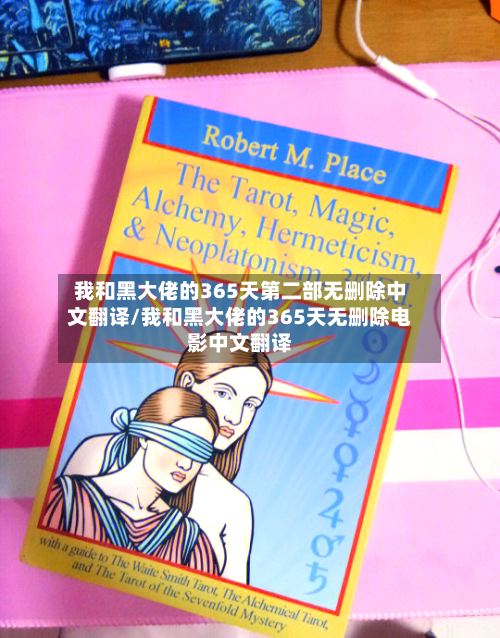 Robert M. Place
The Tarot, Magic,
Alchemy, Hermeticism,
& Neoplatonism, 3rd Ed.
我和黑大佬的365天第二部无删除中
文翻译/我和黑大佬的365天无删除电
影中文翻译
☉
☽
☿
♀
♀
♃
♂
♄
with a guide to The Waite Smith Tarot, The Alchemical Tarot,
and The Tarot of the Sevenfold Mystery